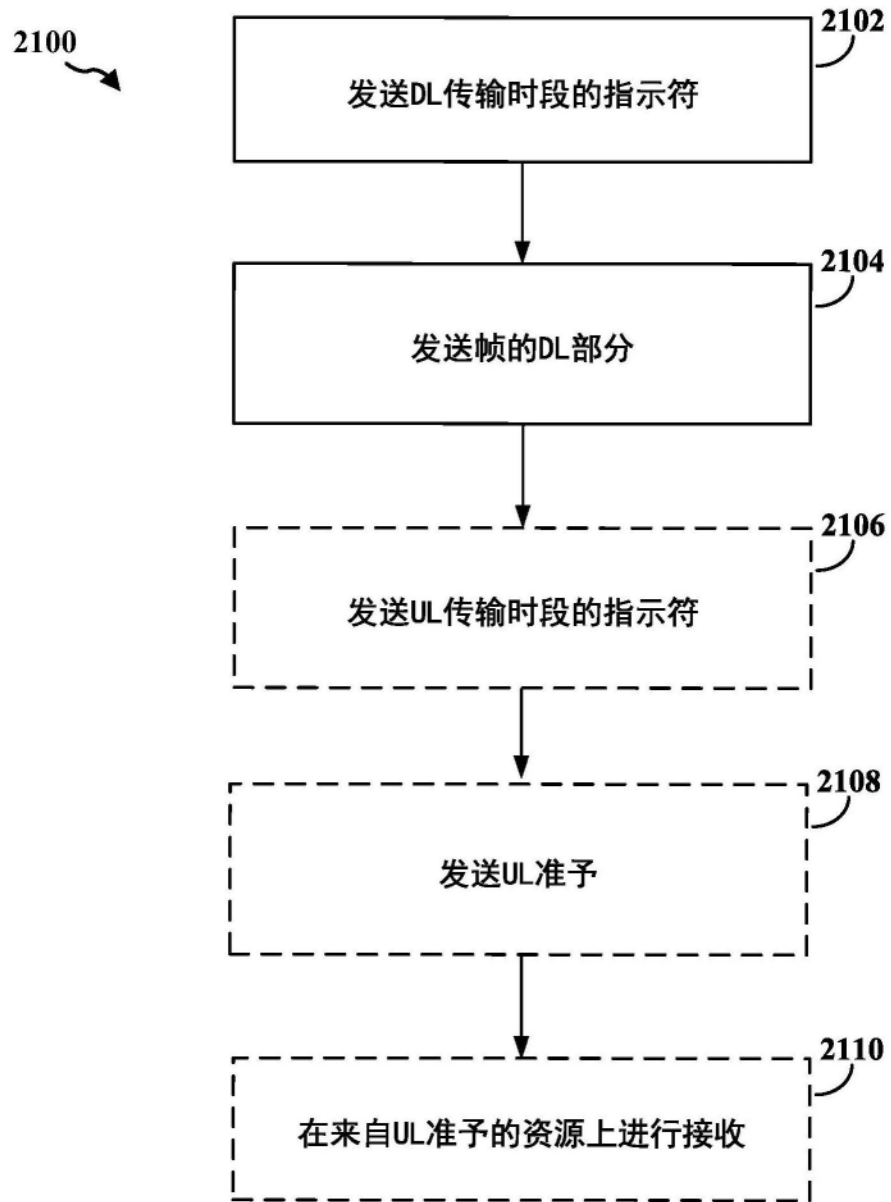 2100
2102
发送DL传输时段的指示符
2104
发送帧的DL部分
2106
发送UL传输时段的指示符
2108
发送UL准予
2110
在来自UL准予的资源上进行接收